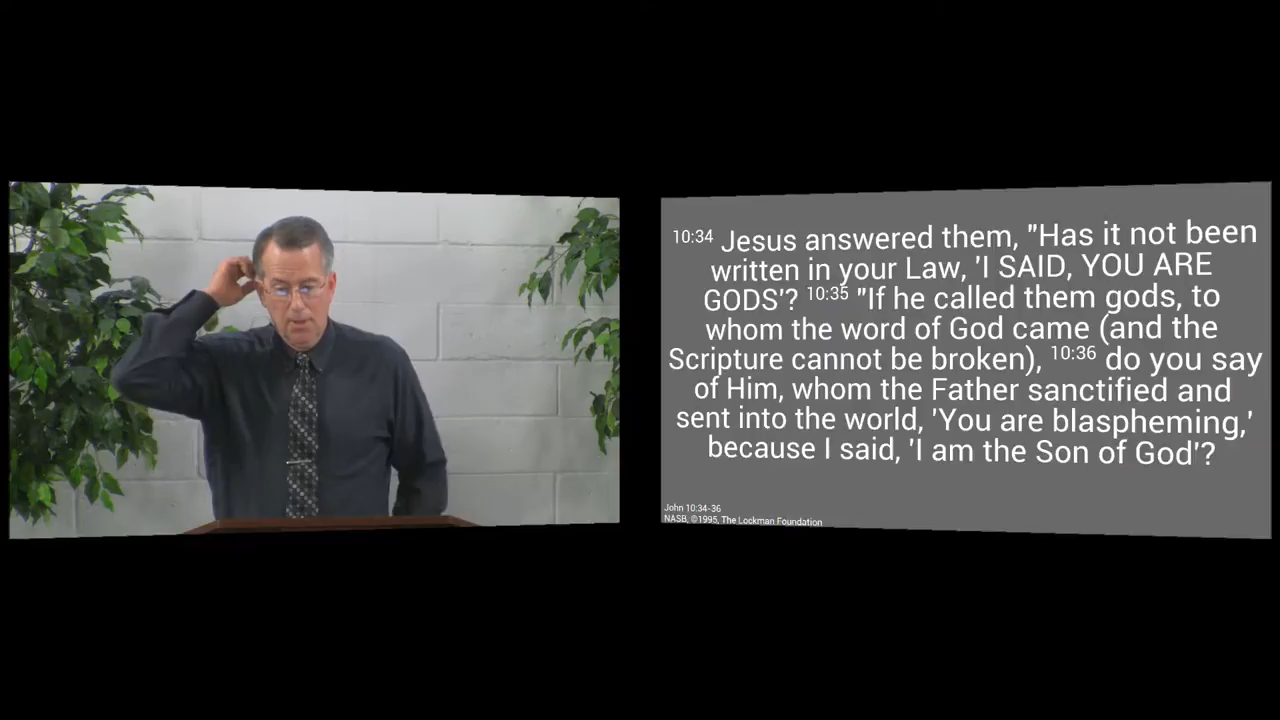 10:34 Jesus answered them, "Has it not been
written in your Law, 'I SAID, YOU ARE
GODS'? 10:35 "If he called them gods, to
whom the word of God came (and the
Scripture cannot be broken), 10:36 do you say
of Him, whom the Father sanctified and
sent into the world, 'You are blaspheming,'
because I said, 'I am the Son of God'?
John 10:34-36
NASB, ©1995, The Lockman Foundation